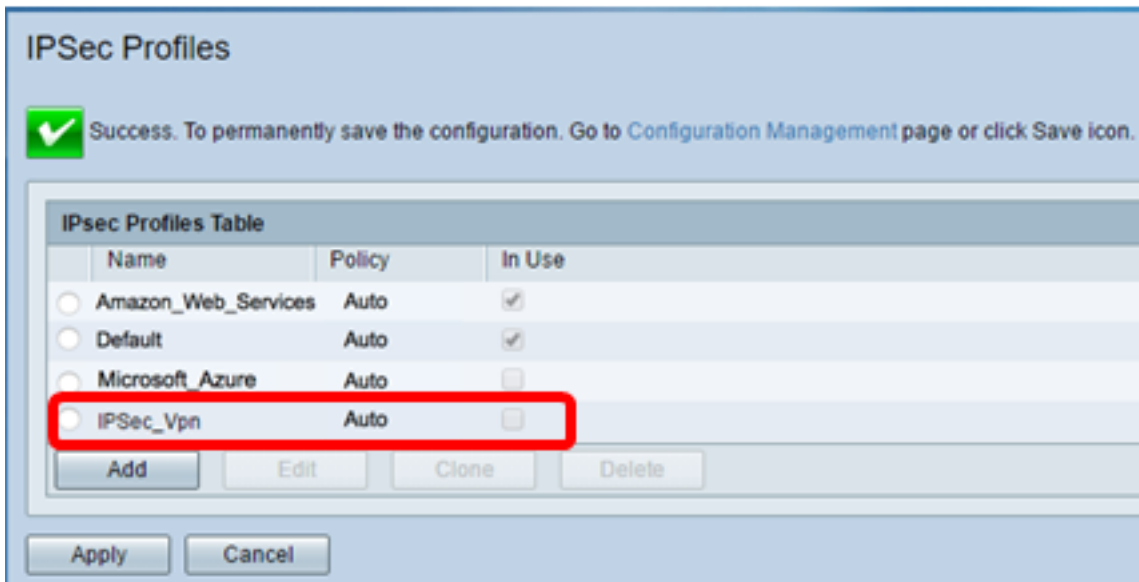 IPSec Profiles
Success. To permanently save the configuration. Go to Configuration Management page or click Save icon.
IPsec Profiles Table
Name Policy In Use
Amazon_Web_Services Auto
Default Auto
Microsoft_Azure Auto
IPSec_Vpn Auto
Add Edit Clone Delete
Apply Cancel